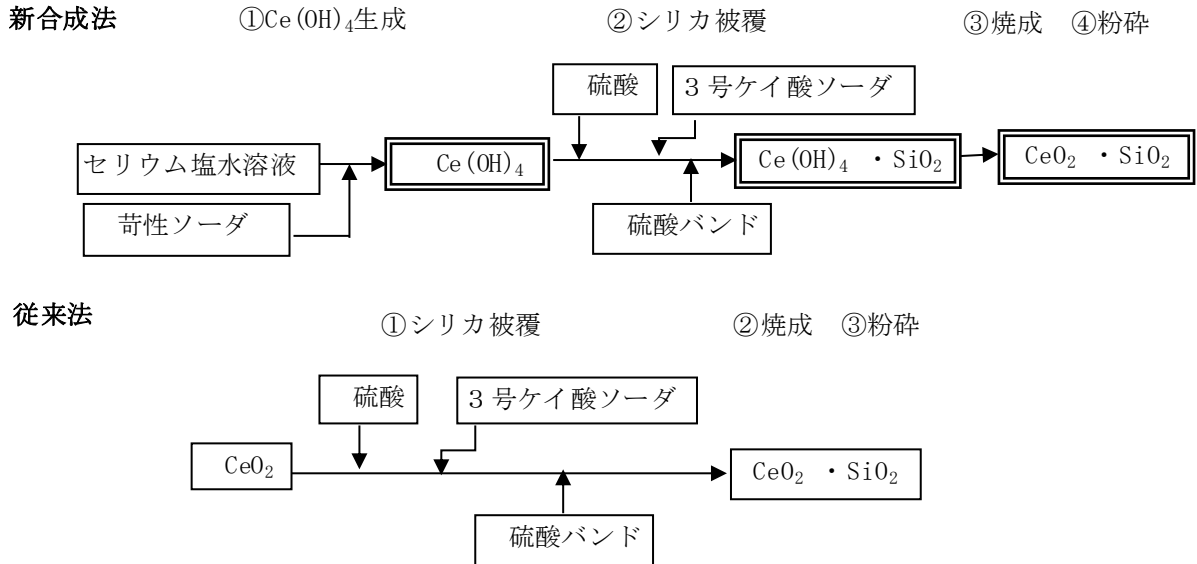 新合成法 ①Ce(OH)4生成 ②シリカ被覆 ③焼成 ④粉砕
硫酸 3号ケイ酸ソーダ
セリウム塩水溶液 Ce(OH)4 Ce(OH)4 ・SiO2 CeO2 ・SiO2
苛性ソーダ 硫酸バンド
従来法 ①シリカ被覆 ②焼成 ③粉砕
硫酸 3号ケイ酸ソーダ
CeO2 CeO2 ・SiO2
硫酸バンド